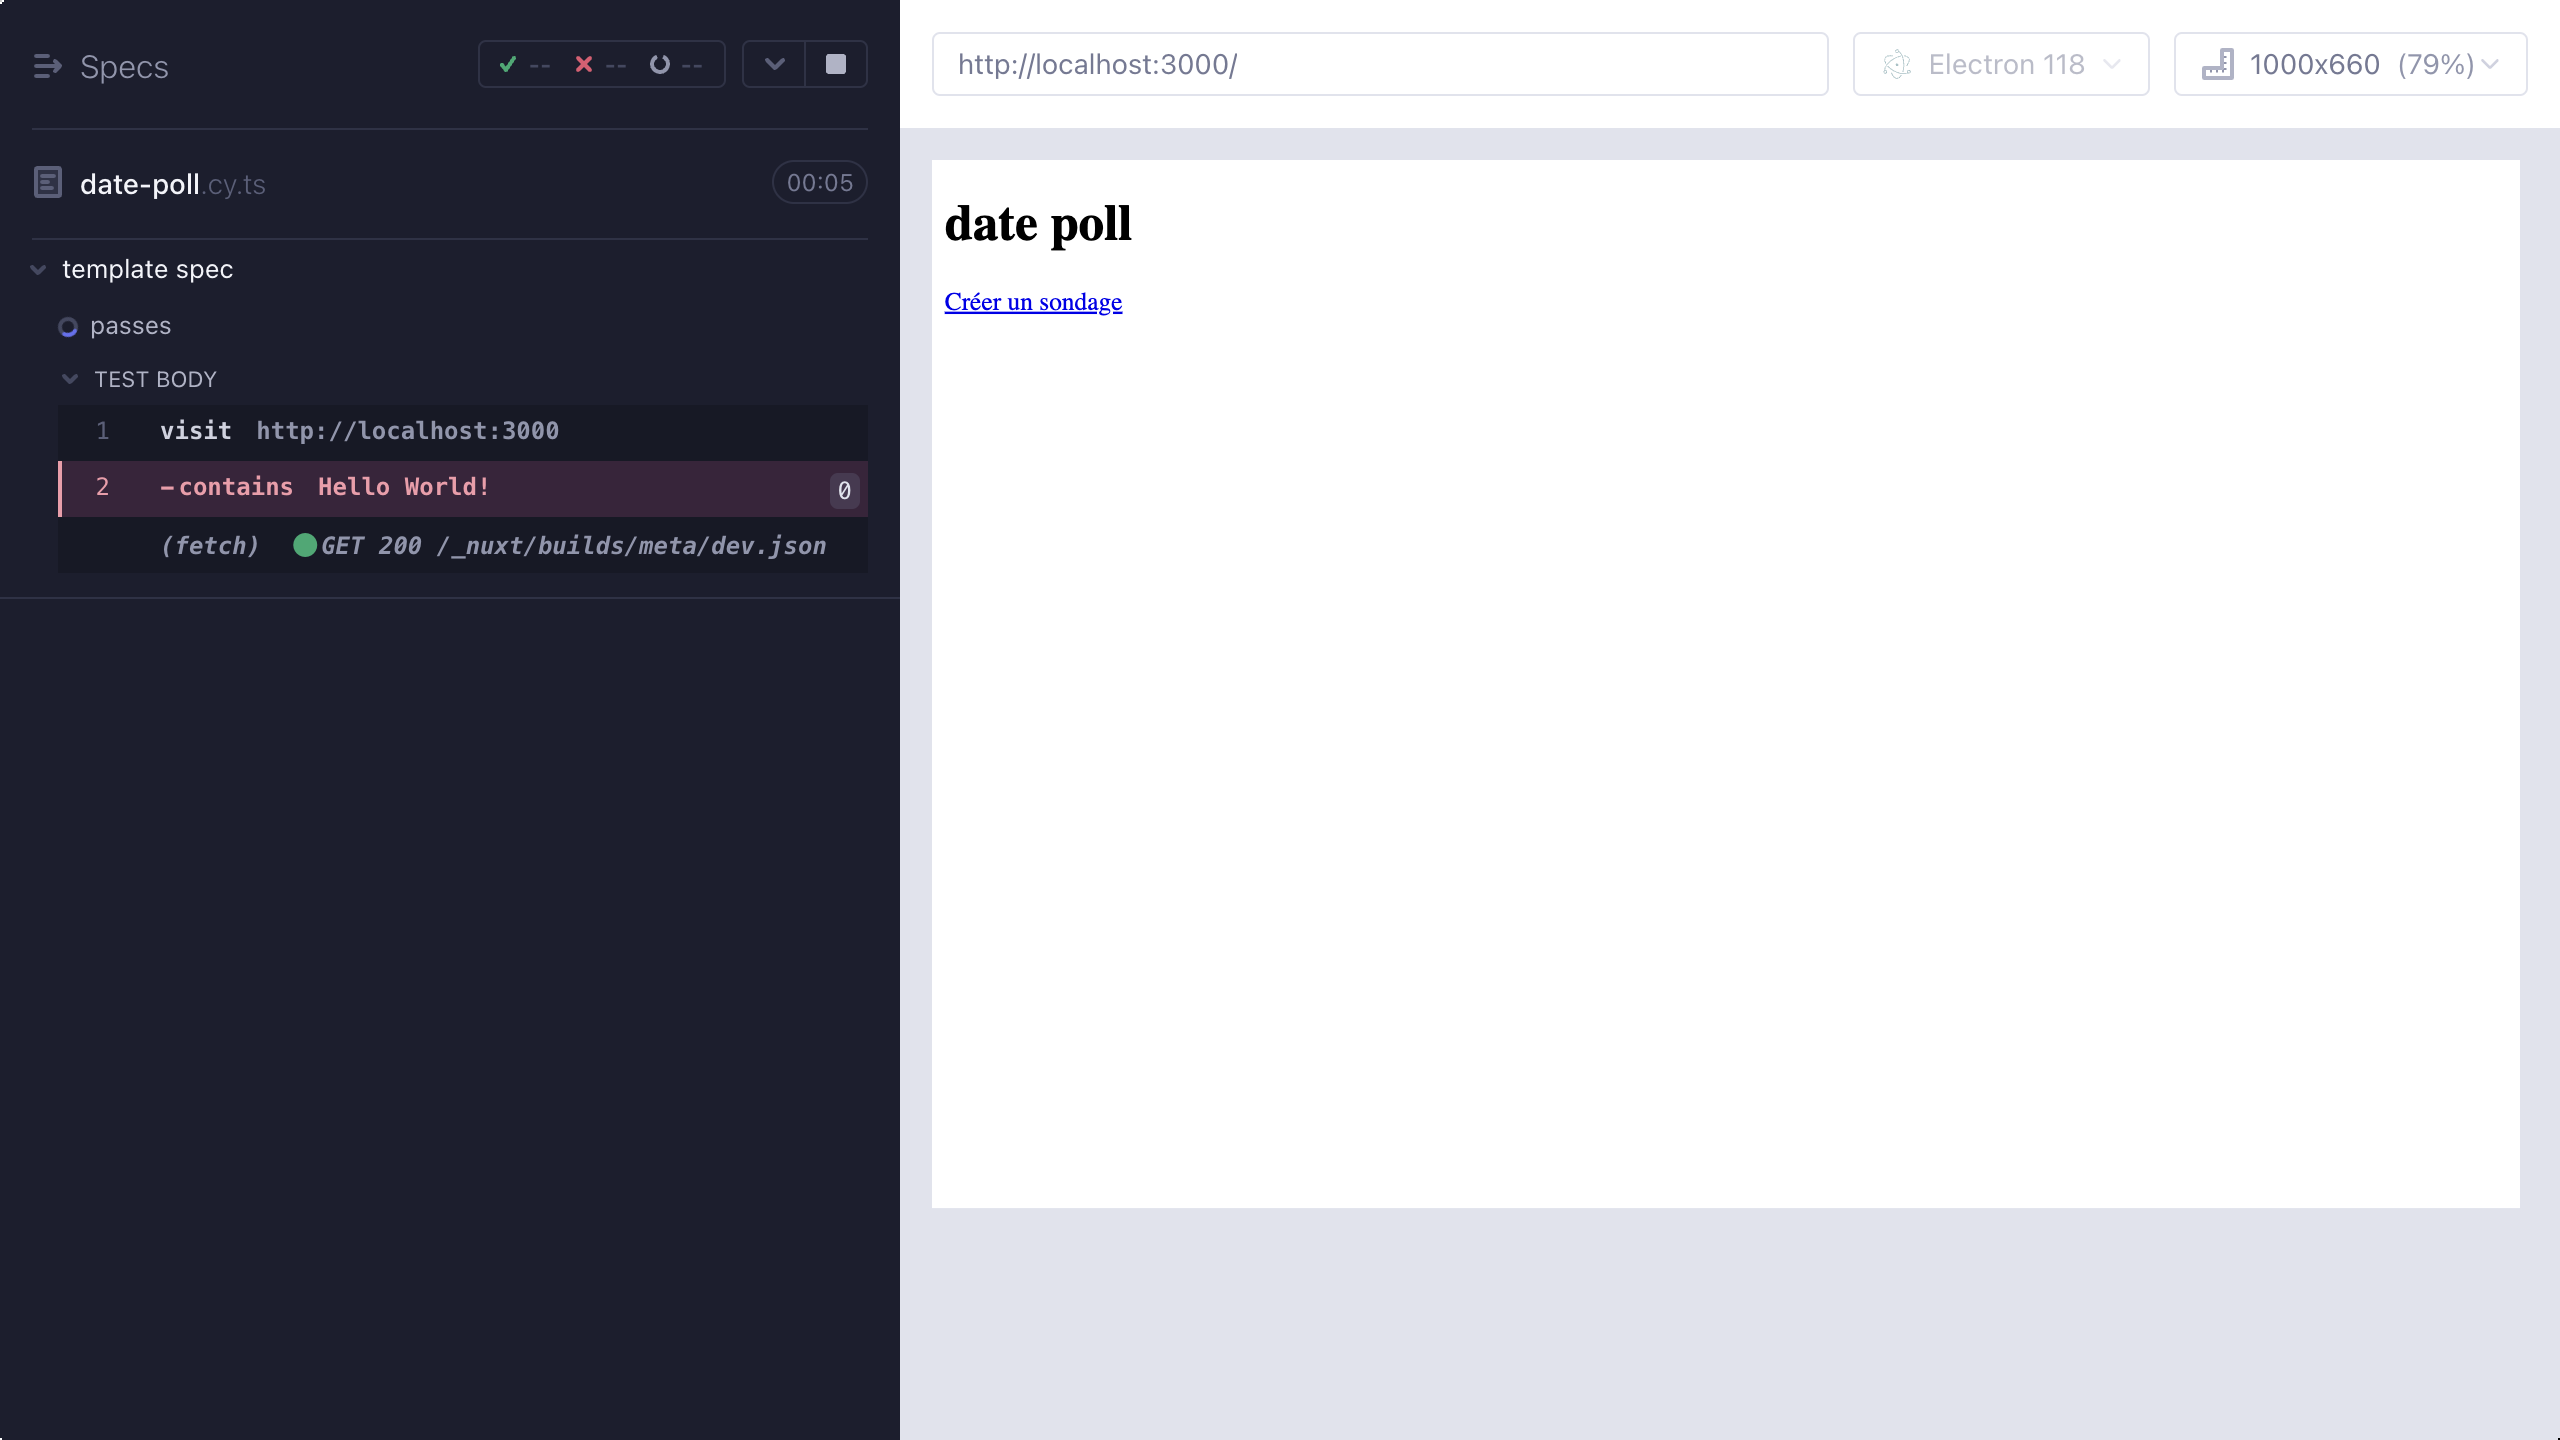 Specs
-- -- --
date-poll.cy.ts
00:05
template spec
passes
TEST BODY
1 visit http://localhost:3000
2 -contains Hello World! 0
(fetch) GET 200 /_nuxt/builds/meta/dev.json
http://localhost:3000/
Electron 118
1000x660 (79%)
date poll
Créer un sondage